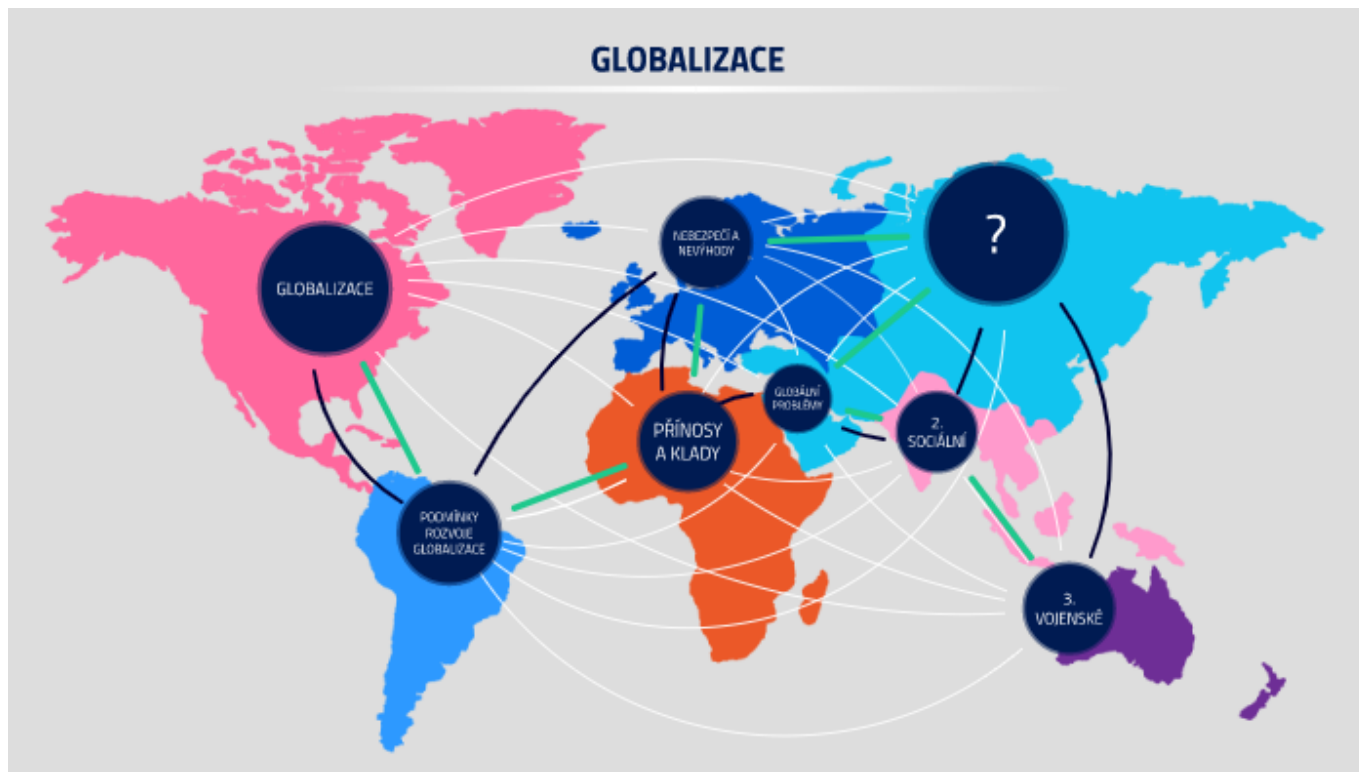 GLOBALIZACE
GLOBALIZACE
NEBEZPEČÍ A
NEVÝHODY
?
GLOBÁLNÍ
PROBLÉMY
PŘÍNOSY
A KLADY
2.
SOCIÁLNÍ
PODMÍNKY
ROZVOJE
GLOBALIZACE
3.
VOJENSKÉ